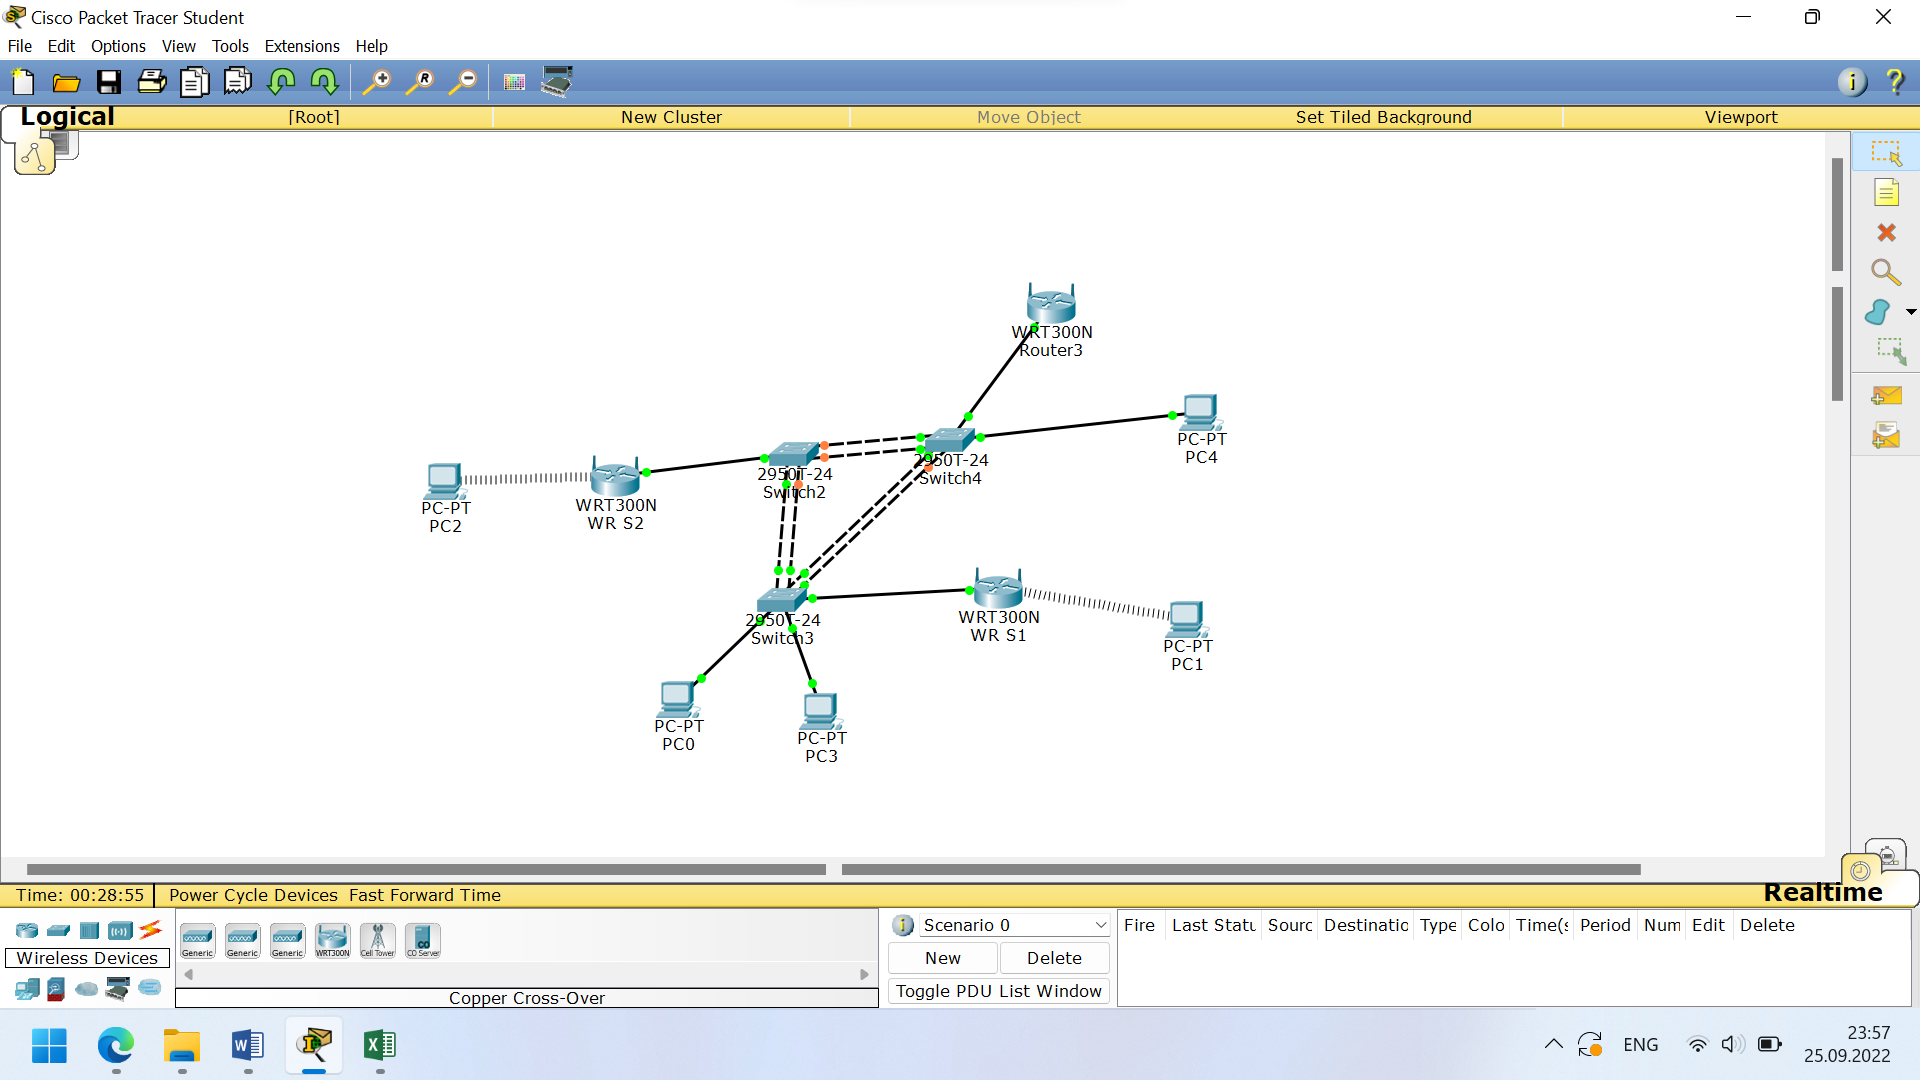 Cisco Packet Tracer Student
File Edit Options View Tools Extensions Help
Logical [Root] New Cluster Move Object Set Tiled Background Viewport
WRT300N
Router3
PC-PT
PC4
2950T-24
Switch4
2950T-24
Switch2
WRT300N
WR S2
PC-PT
PC2
2950T-24
Switch3
WRT300N
WR S1
PC-PT
PC1
PC-PT
PC0
PC-PT
PC3
Time: 00:28:55 Power Cycle Devices Fast Forward Time Realtime
Wireless Devices
Generic Generic Generic WRT300N Cell Tower CO Server
Copper Cross-Over
Scenario 0
New Delete
Toggle PDU List Window
Fire Last Statu Sourc Destinatic Type Colo Time(s Period Num Edit Delete
ENG
23:57
25.09.2022